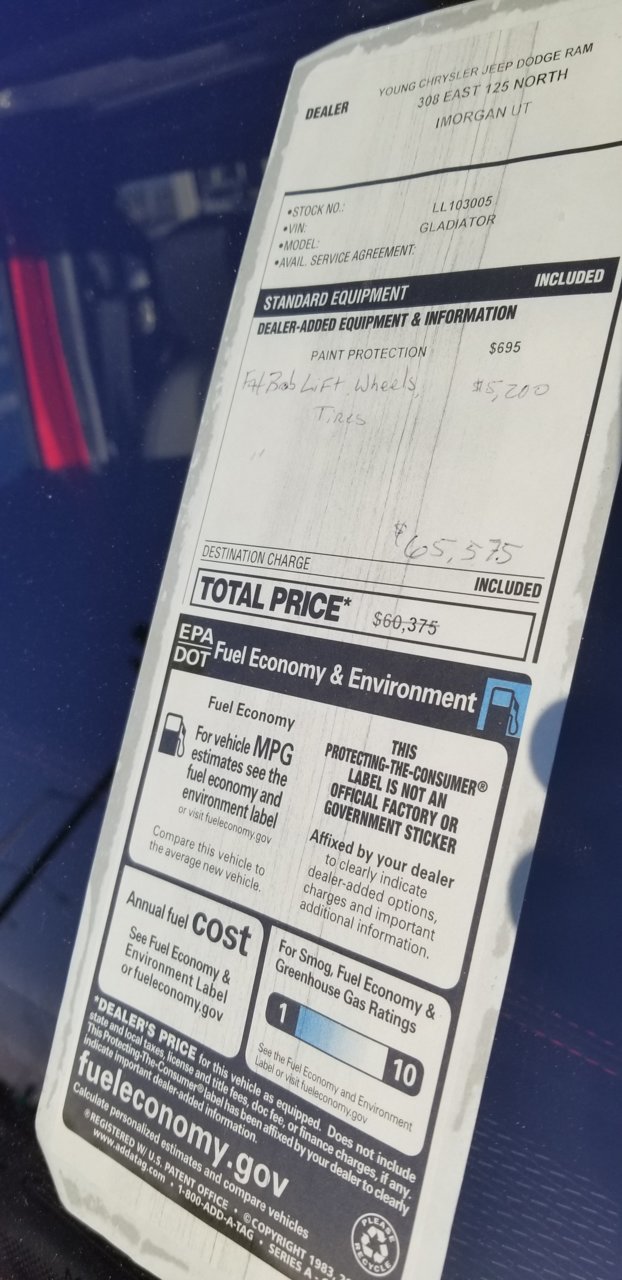 DEALER
YOUNG CHRYSLER JEEP DODGE RAM
308 EAST 125 NORTH
IMORGAN UT
•STOCK NO.: LL103005
•VIN:
•MODEL: GLADIATOR
•AVAIL. SERVICE AGREEMENT:
STANDARD EQUIPMENT INCLUDED
DEALER-ADDED EQUIPMENT & INFORMATION
PAINT PROTECTION $695
Fat Bob Lift, Wheels, $5,200
Tires
$65,575
DESTINATION CHARGE INCLUDED
TOTAL PRICE* $60,375
EPA
DOT
Fuel Economy & Environment
Fuel Economy
For vehicle MPG
estimates see the
fuel economy and
environment label
or visit fueleconomy.gov
Compare this vehicle to
the average new vehicle.
THIS
PROTECTING-THE-CONSUMER®
LABEL IS NOT AN
OFFICIAL FACTORY OR
GOVERNMENT STICKER
Affixed by your dealer
to clearly indicate
dealer-added options,
charges and important
additional information.
Annual fuel cost
See Fuel Economy &
Environment Label
or fueleconomy.gov
For Smog, Fuel Economy &
Greenhouse Gas Ratings
1
10
See the Fuel Economy and Environment
Label or visit fueleconomy.gov
*DEALER'S PRICE for this vehicle as equipped. Does not include
state and local taxes, license and title fees, doc fee, or finance charges, if any.
This Protecting-The-Consumer® label has been affixed by your dealer to clearly
indicate important dealer-added information.
fueleconomy.gov
Calculate personalized estimates and compare vehicles
®REGISTERED W/ U.S. PATENT OFFICE • ©COPYRIGHT 1983,
www.addatag.com • 1-800-ADD-A-TAG • SERIES A
PLEASE
RECYCLE